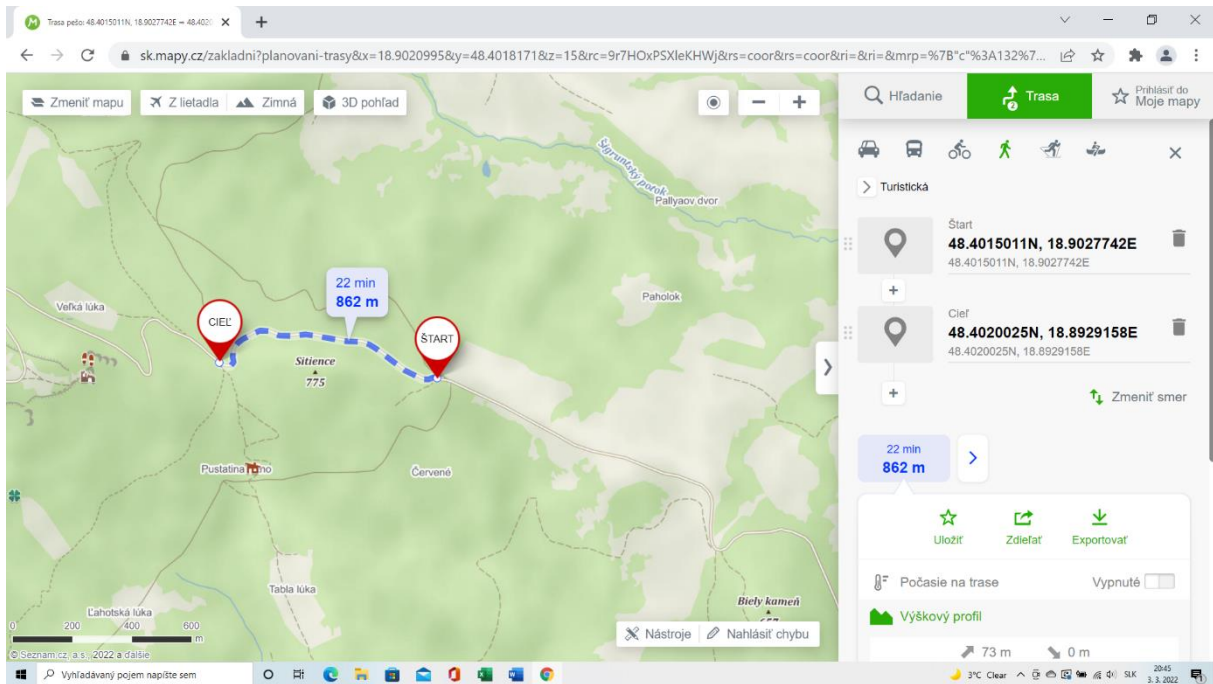 Trasa pešo: 48.4015011N, 18.9027742E – 48.402
sk.mapy.cz/zakladni?planovani-trasy&x=18.9020995&y=48.4018171&z=15&rc=9r7HOxPSXleKHWj&rs=coor&rs=coor&ri=&ri=&mrp=%7B"c"%3A132%7...
Zmeniť mapu
Z lietadla
Zimná
3D pohľad
Hľadanie
2
Trasa
Prihlásiť do
Moje mapy
Turistická
Štart
48.4015011N, 18.9027742E
48.4015011N, 18.9027742E
Cieľ
48.4020025N, 18.8929158E
48.4020025N, 18.8929158E
Zmeniť smer
22 min
862 m
Uložiť
Zdieľať
Exportovať
Počasie na trase
Vypnuté
Výškový profil
73 m
0 m
Šigruntský potok
Pallyaov dvor
22 min
862 m
Paholok
Veľká lúka
CIEĽ
ŠTART
Sitience
775
Pustatina
no
Červené
Tabla lúka
Biely kameň
657
Ľahotská lúka
0 200 400 600
m
© Seznam.cz, a.s., 2022 a ďalšie
Nástroje
Nahlásiť chybu
Vyhľadávaný pojem napíšte sem
3°C Clear
SLK
20:45
3. 3. 2022